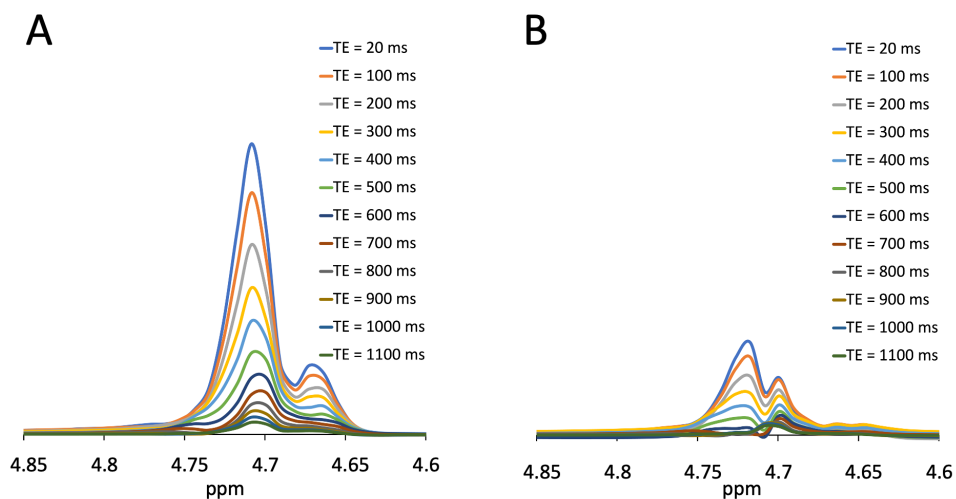 A
TE = 20 ms
TE = 100 ms
TE = 200 ms
TE = 300 ms
TE = 400 ms
TE = 500 ms
TE = 600 ms
TE = 700 ms
TE = 800 ms
TE = 900 ms
TE = 1000 ms
TE = 1100 ms
4.85 4.8 4.75 4.7 4.65 4.6
ppm
B
TE = 20 ms
TE = 100 ms
TE = 200 ms
TE = 300 ms
TE = 400 ms
TE = 500 ms
TE = 600 ms
TE = 700 ms
TE = 800 ms
TE = 900 ms
TE = 1000 ms
TE = 1100 ms
4.85 4.8 4.75 4.7 4.65 4.6
ppm